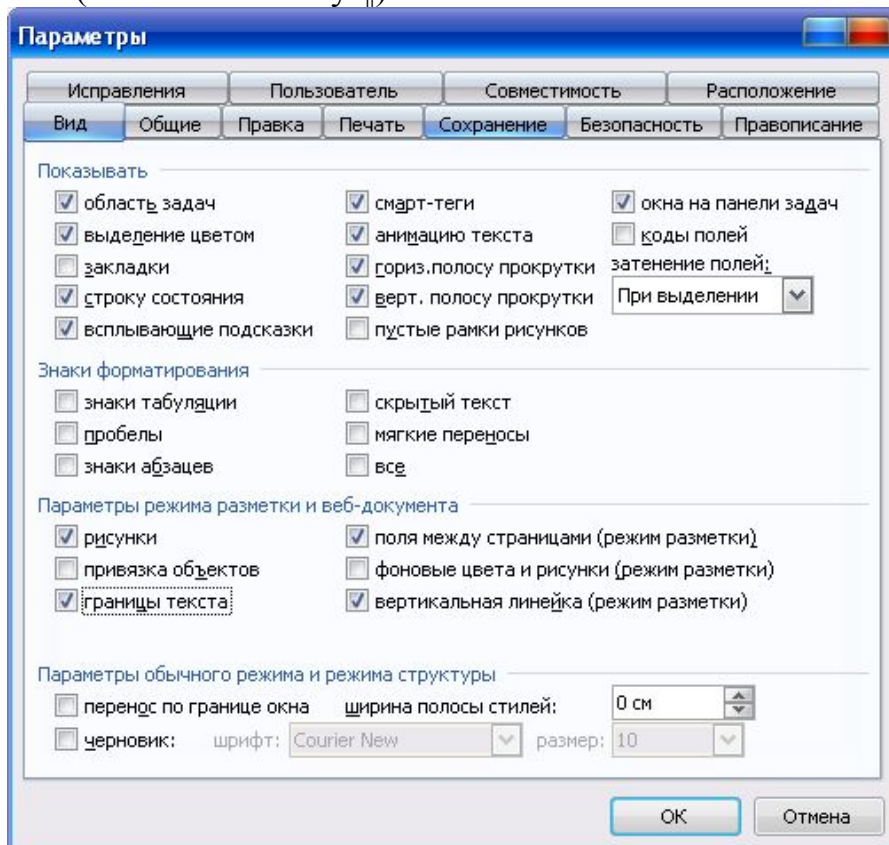 Параметры
Исправления Пользователь Совместимость Расположение
Вид Общие Правка Печать Сохранение Безопасность Правописание
Показывать
область задач смарт-теги окна на панели задач
выделение цветом анимацию текста коды полей
закладки гориз.полосу прокрутки затенение полей:
строку состояния верт. полосу прокрутки При выделении
всплывающие подсказки пустые рамки рисунков
Знаки форматирования
знаки табуляции скрытый текст
пробелы мягкие переносы
знаки абзацев все
Параметры режима разметки и веб-документа
рисунки поля между страницами (режим разметки)
привязка объектов фоновые цвета и рисунки (режим разметки)
границы текста вертикальная линейка (режим разметки)
Параметры обычного режима и режима структуры
перенос по границе окна ширина полосы стилей: 0 см
черновик: шрифт: Courier New размер: 10
ОК Отмена